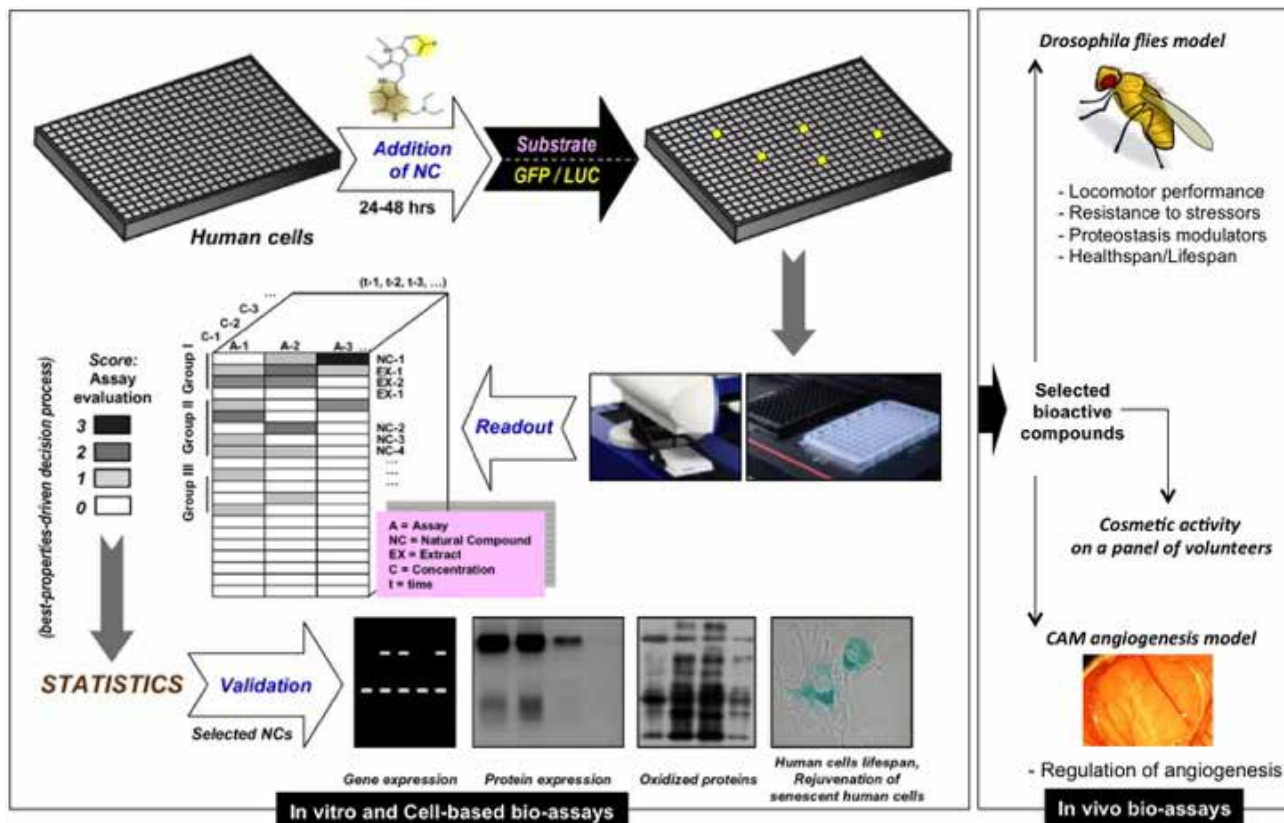 Addition
of NC
24-48 hrs
Substrate
GFP / LUC
Human cells
(t-1, t-2, t-3, ...)
...
C-3
C-2
C-1
A-1
A-2
A-3 ...
Group I
Group II
Group III
NC-1
EX-1
EX-2
EX-1
NC-2
NC-3
NC-4
...
...
...
Score:
Assay
evaluation
3
2
1
0
(best-properties-driven decision process)
Readout
A = Assay
NC = Natural Compound
EX = Extract
C = Concentration
t = time
STATISTICS
Validation
Selected NCs
Gene expression
Protein expression
Oxidized proteins
Human cells lifespan,
Rejuvenation of
senescent human cells
In vitro and Cell-based bio-assays
Drosophila flies model
- Locomotor performance
- Resistance to stressors
- Proteostasis modulators
- Healthspan/Lifespan
Selected
bioactive
compounds
Cosmetic activity
on a panel of volunteers
CAM angiogenesis model
- Regulation of angiogenesis
In vivo bio-assays